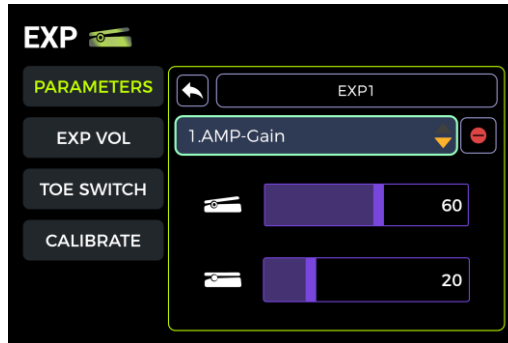 EXP
PARAMETERS
EXP VOL
TOE SWITCH
CALIBRATE
EXP1
1.AMP-Gain
60
20